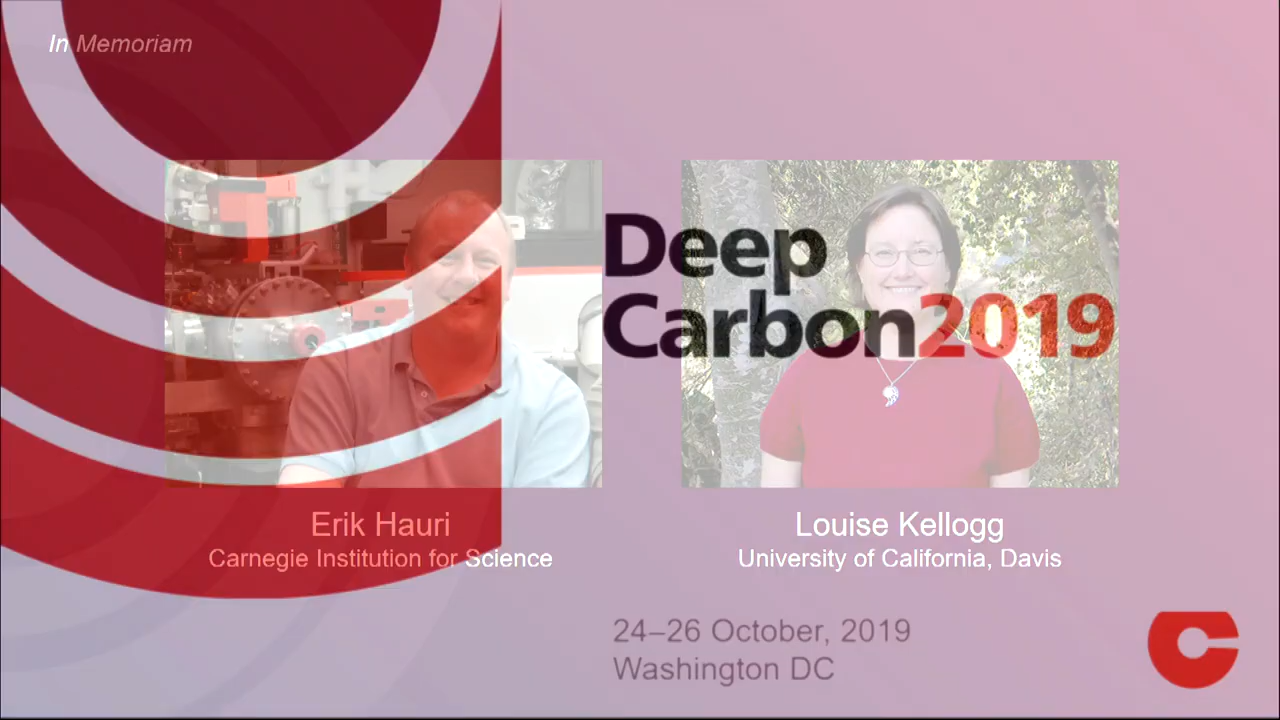 In Memoriam
Deep
Carbon2019
Erik Hauri
Carnegie Institution for Science
Louise Kellogg
University of California, Davis
24–26 October, 2019
Washington DC